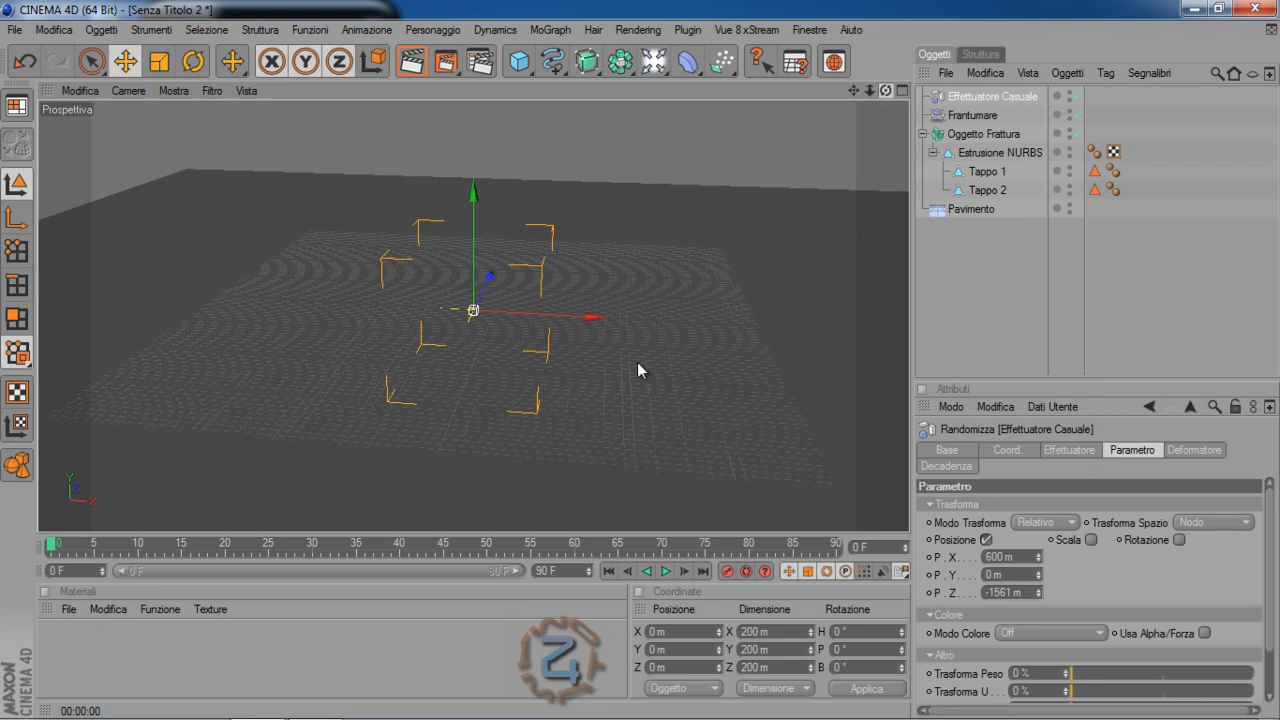 CINEMA 4D (64 Bit) - [Senza Titolo 2 *]
File Modifica Oggetti Strumenti Selezione Struttura Funzioni Animazione Personaggio Dynamics MoGraph Hair Rendering Plugin Vue 8 xStream Finestre Aiuto
X Y Z
Oggetti Struttura
File Modifica Vista Oggetti Tag Segnalibri
Modifica Camere Mostra Filtro Vista
Prospettiva
Effettuatore Casuale
Frantumare
Oggetto Frattura
Estrusione NURBS
Tappo 1
Tappo 2
Pavimento
Y Z X
Attributi
Modo Modifica Dati Utente
Randomizza [Effettuatore Casuale]
Base Coord. Effettuatore Parametro Deformatore
Decadenza
Parametro
Trasforma
Modo Trasforma Relativo Trasforma Spazio Nodo
Posizione Scala Rotazione
P . X . . . . 600 m
P . Y . . . . 0 m
P . Z . . . . -1561 m
Colore
Modo Colore Off Usa Alpha/Forza
Altro
Trasforma Peso 0 %
Trasforma U . . . 0 %
0 5 10 15 20 25 30 35 40 45 50 55 60 65 70 75 80 85 90 0 F
0 F 0 F 90 F 90 F
Materiali
File Modifica Funzione Texture
Coordinate
Posizione Dimensione Rotazione
X 0 m X 200 m H 0 °
Y 0 m Y 200 m P 0 °
Z 0 m Z 200 m B 0 °
Oggetto Dimensione Applica
MAXON
CINEMA 4D
00:00:00